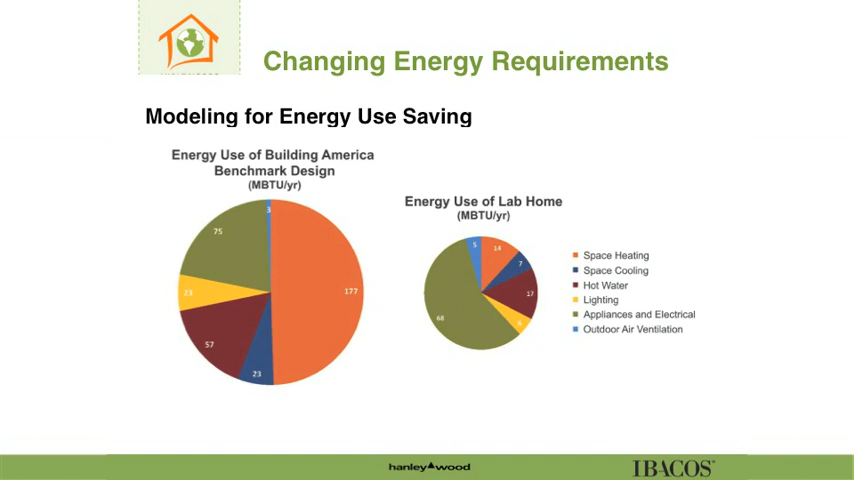 Changing Energy Requirements
Modeling for Energy Use Saving
Energy Use of Building America
Benchmark Design
(MBTU/yr)
3
75
23
177
57
23
Energy Use of Lab Home
(MBTU/yr)
5
14
7
17
68
Space Heating
Space Cooling
Hot Water
Lighting
Appliances and Electrical
Outdoor Air Ventilation
hanley wood
IBACOS